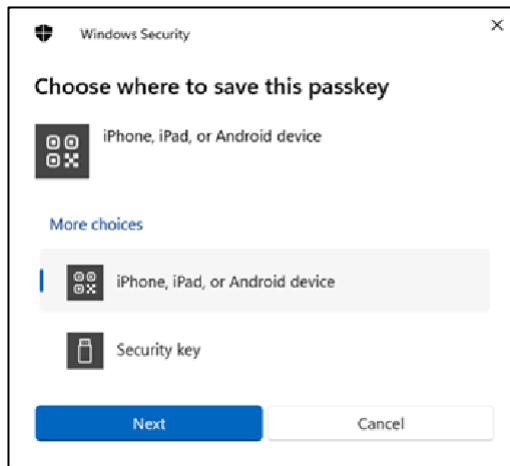 Windows Security
Choose where to save this passkey
iPhone, iPad, or Android device
More choices
iPhone, iPad, or Android device
Security key
Next
Cancel